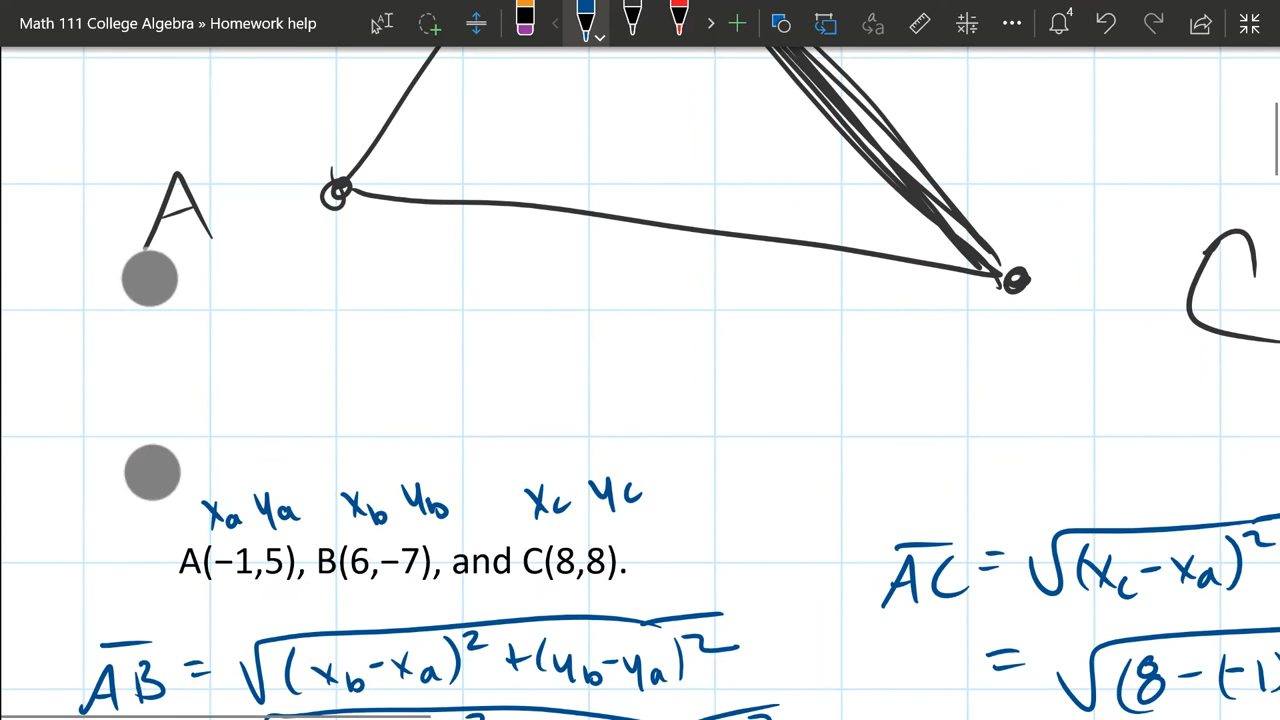 Math 111 College Algebra » Homework help
4
A
C
xa ya xb yb xc yc
A(−1,5), B(6,−7), and C(8,8).
AC = √(xc - xa)²
AB = √(xb - xa)² + (yb - ya)²
= √(8 - (-1)